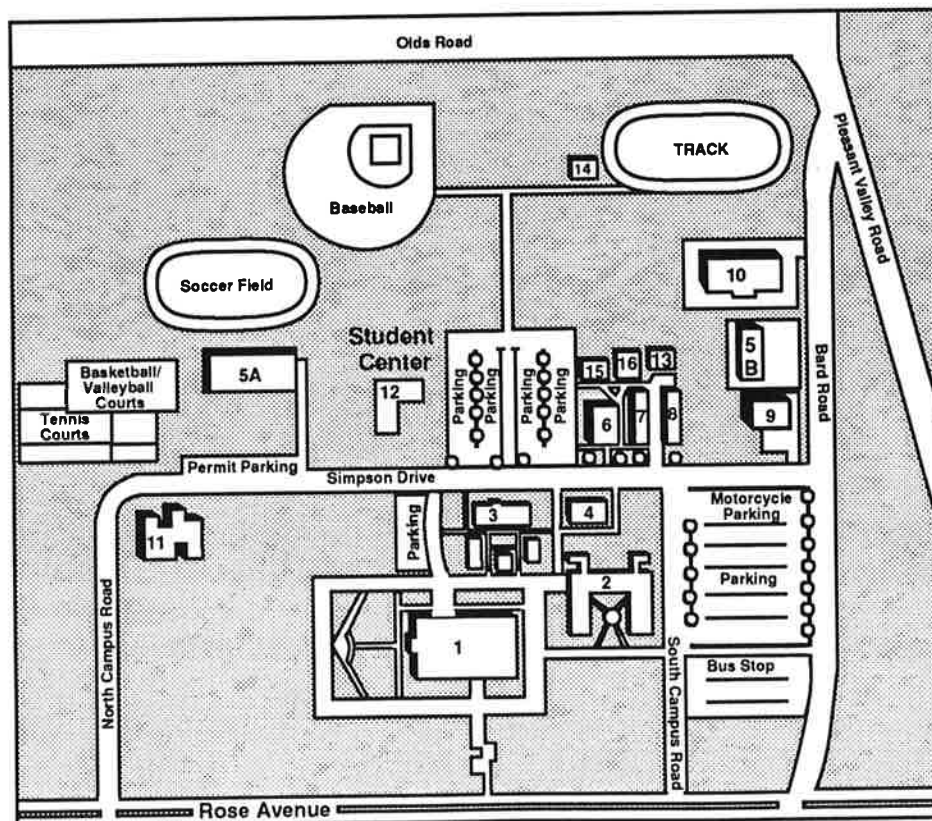 Olds Road
Pleasant Valley Road
TRACK
14
Baseball
Soccer Field
10
Student
Center
12
Basketball/
Valleyball
Courts
Tennis
Courts
5A
Parking
Parking
Parking
Parking
15
16
13
6
7
8
5
B
9
Bard Road
Permit Parking
Simpson Drive
11
North Campus Road
Parking
3
4
Motorcycle
Parking
Parking
2
1
Bus Stop
South Campus Road
Rose Avenue